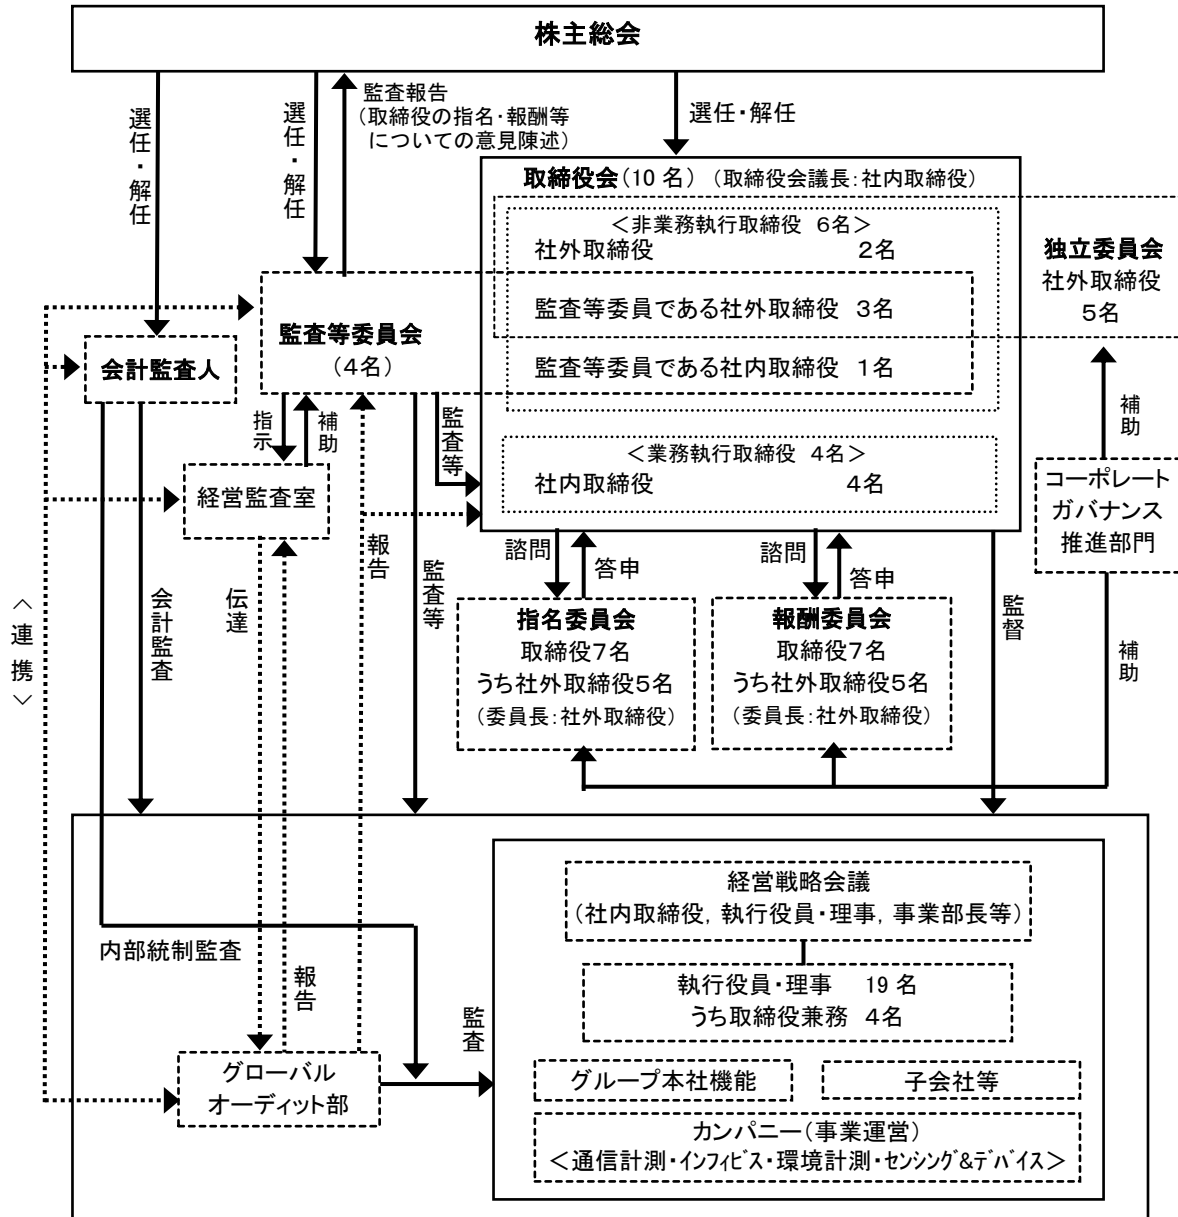 株主総会
選任・解任
選任・解任
監査報告
(取締役の指名・報酬等
についての意見陳述)
選任・解任
取締役会(10名) (取締役会議長:社内取締役)
<非業務執行取締役 6名>
社外取締役 2名
監査等委員である社外取締役 3名
監査等委員である社内取締役 1名
独立委員会
社外取締役
5名
監査等委員会
(4名)
会計監査人
指示
補助
監査等
<業務執行取締役 4名>
社内取締役 4名
補助
経営監査室
コーポレート
ガバナンス
推進部門
報告
諮問
答申
諮問
答申
<連携>
会計監査
伝達
監査等
指名委員会
取締役7名
うち社外取締役5名
(委員長:社外取締役)
報酬委員会
取締役7名
うち社外取締役5名
(委員長:社外取締役)
監督
補助
経営戦略会議
(社内取締役, 執行役員・理事, 事業部長等)
内部統制監査
報告
執行役員・理事 19名
うち取締役兼務 4名
監査
グローバル
オーディット部
グループ本社機能
子会社等
カンパニー(事業運営)
<通信計測・インフィビス・環境計測・センシング&デバイス>